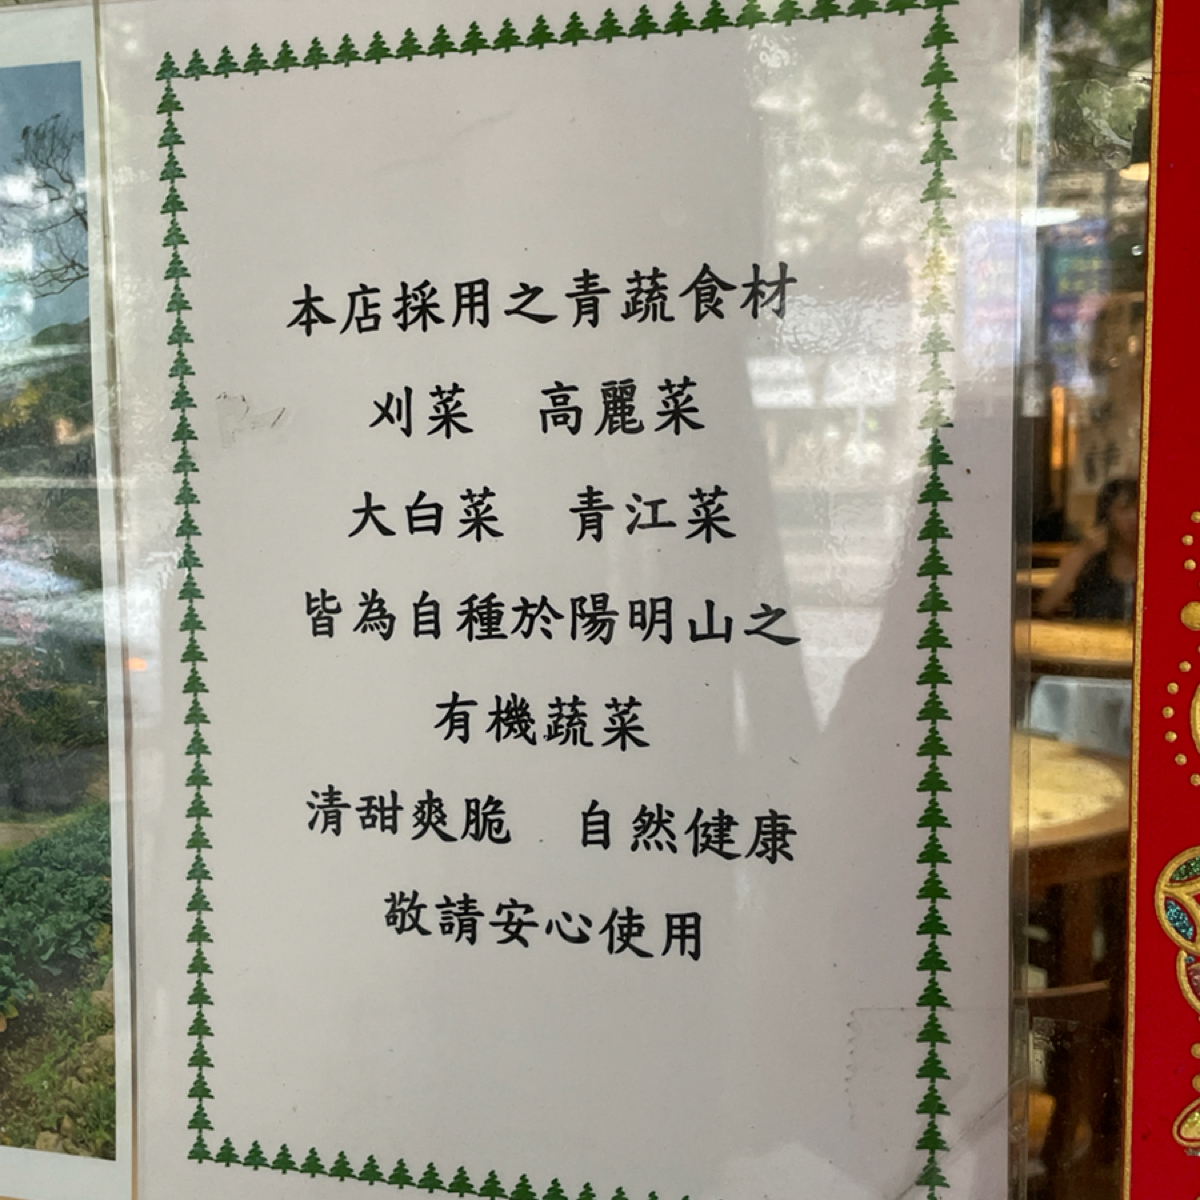 本店採用之青蔬食材
刈菜　高麗菜
大白菜　青江菜
皆為自種於陽明山之
有機蔬菜
清甜爽脆　自然健康
敬請安心使用